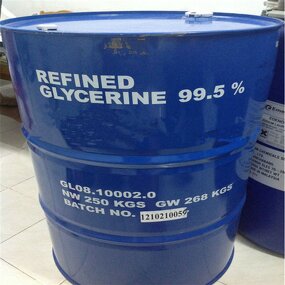 REFINED
GLYCERINE 99.5 %
GL08.10002.0
NW 250 KGS GW 268 KGS
BATCH NO. 1210210059